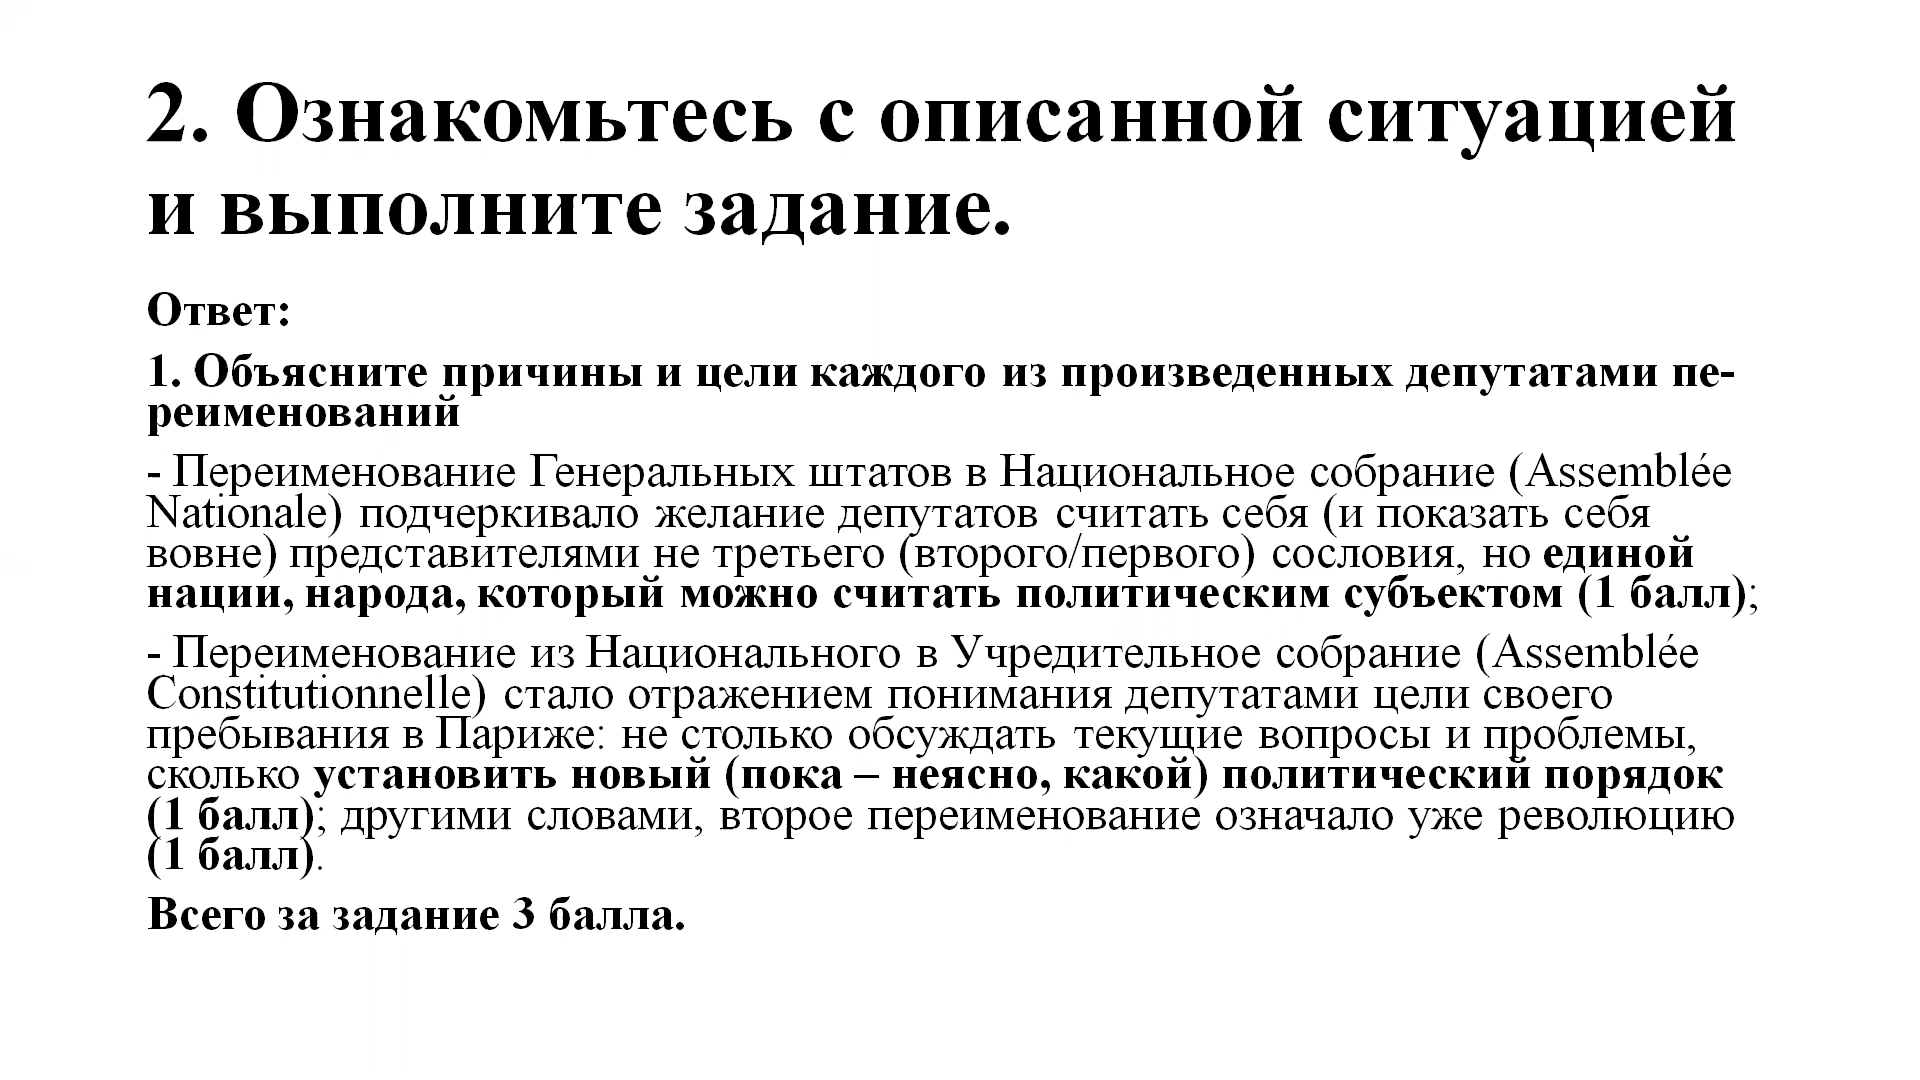 2. Ознакомьтесь с описанной ситуацией
и выполните задание.
Ответ:
1. Объясните причины и цели каждого из произведенных депутатами пе-
реименований
- Переименование Генеральных штатов в Национальное собрание (Assemblée
Nationale) подчеркивало желание депутатов считать себя (и показать себя
вовне) представителями не третьего (второго/первого) сословия, но единой
нации, народа, который можно считать политическим субъектом (1 балл);
- Переименование из Национального в Учредительное собрание (Assemblée
Constitutionnelle) стало отражением понимания депутатами цели своего
пребывания в Париже: не столько обсуждать текущие вопросы и проблемы,
сколько установить новый (пока – неясно, какой) политический порядок
(1 балл); другими словами, второе переименование означало уже революцию
(1 балл).
Всего за задание 3 балла.